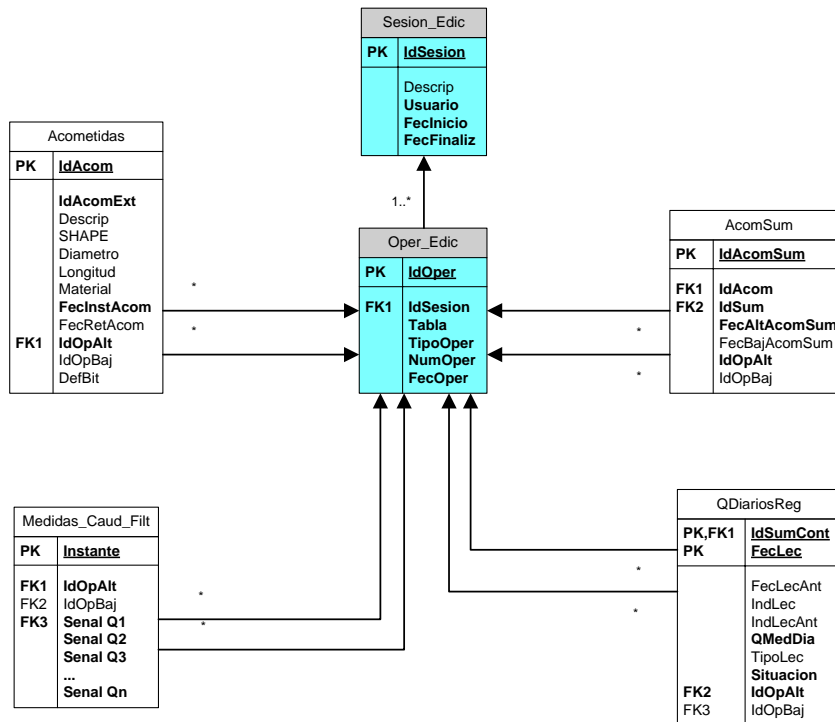 Sesion_Edic
PK IdSesion
Descrip
Usuario
FecInicio
FecFinaliz
1..*
Acometidas
PK IdAcom
IdAcomExt
Descrip
SHAPE
Diametro
Longitud
Material
FecInstAcom
FecRetAcom
FK1 IdOpAlt
IdOpBaj
DefBit
*
*
Oper_Edic
PK IdOper
FK1 IdSesion
Tabla
TipoOper
NumOper
FecOper
AcomSum
PK IdAcomSum
FK1 IdAcom
FK2 IdSum
FecAltAcomSum
FecBajAcomSum
IdOpAlt
IdOpBaj
*
*
Medidas_Caud_Filt
PK Instante
FK1 IdOpAlt
FK2 IdOpBaj
FK3 Senal Q1
Senal Q2
Senal Q3
...
Senal Qn
*
*
QDiariosReg
PK,FK1 IdSumCont
PK FecLec
FecLecAnt
IndLec
IndLecAnt
QMedDia
TipoLec
Situacion
FK2 IdOpAlt
FK3 IdOpBaj
*
*